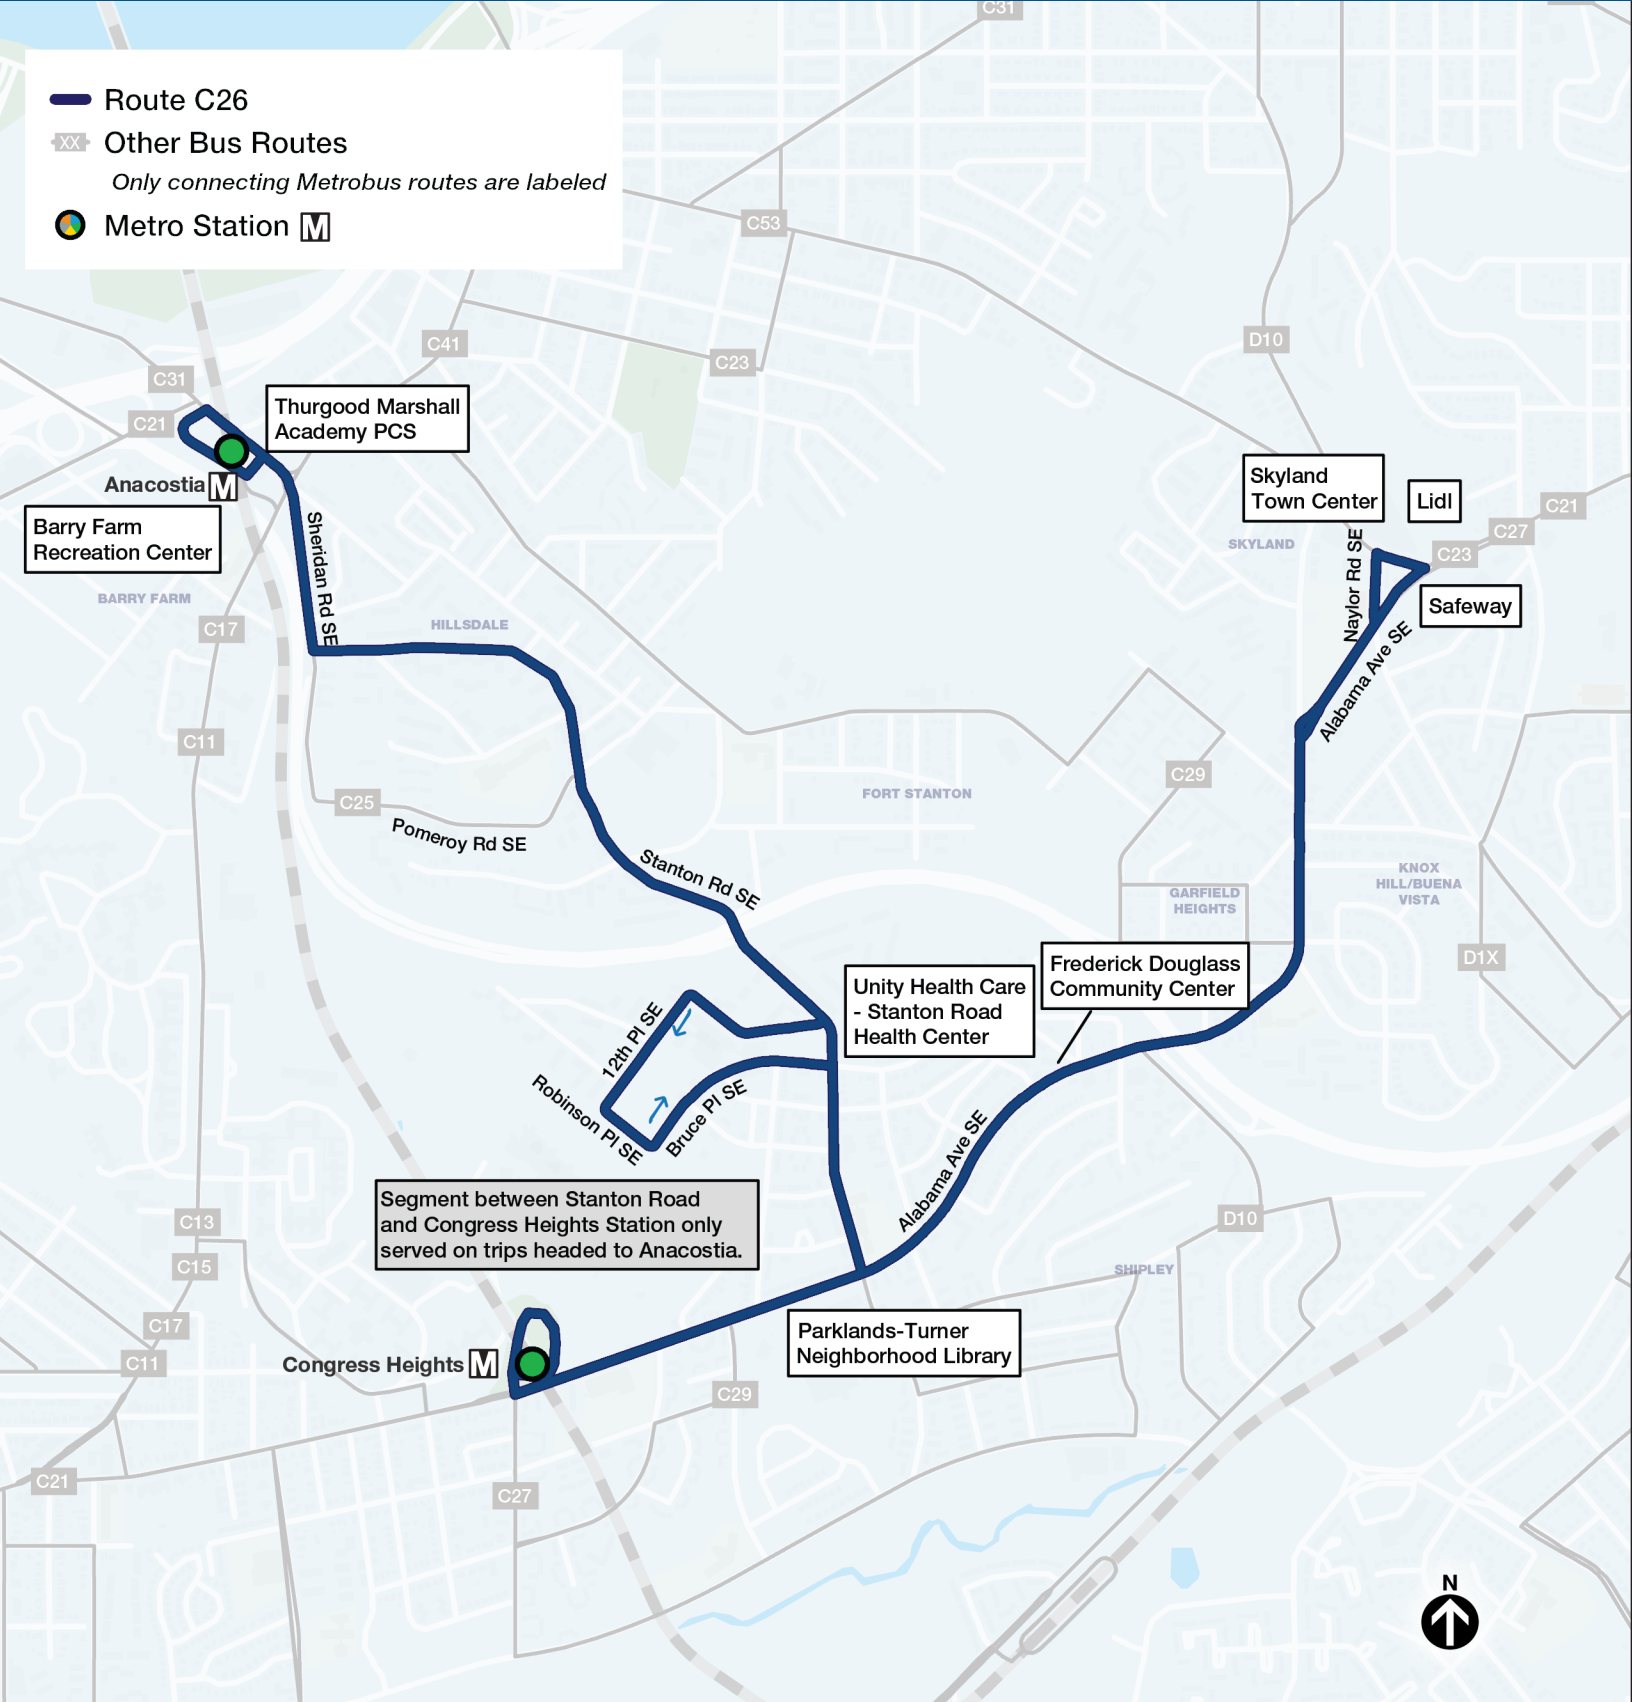 C31
Route C26
XX
Other Bus Routes
Only connecting Metrobus routes are labeled
Metro Station M
C53
D10
C41
C23
C31
C21
Thurgood Marshall
Academy PCS
Anacostia M
Barry Farm
Recreation Center
BARRY FARM
Sheridan Rd SE
Skyland
Town Center
Lidl
C21
C27
C23
SKYLAND
Naylor Rd SE
Safeway
Alabama Ave SE
C17
HILLSDALE
C11
C25
Pomeroy Rd SE
C29
FORT STANTON
Stanton Rd SE
GARFIELD
HEIGHTS
KNOX
HILL/BUENA
VISTA
D1X
Unity Health Care
- Stanton Road
Health Center
Frederick Douglass
Community Center
12th Pl SE
Robinson Pl SE
Bruce Pl SE
Alabama Ave SE
Segment between Stanton Road
and Congress Heights Station only
served on trips headed to Anacostia.
C13
C15
D10
SHIPLEY
C17
C11
Congress Heights M
Parklands-Turner
Neighborhood Library
C29
C21
C27
N